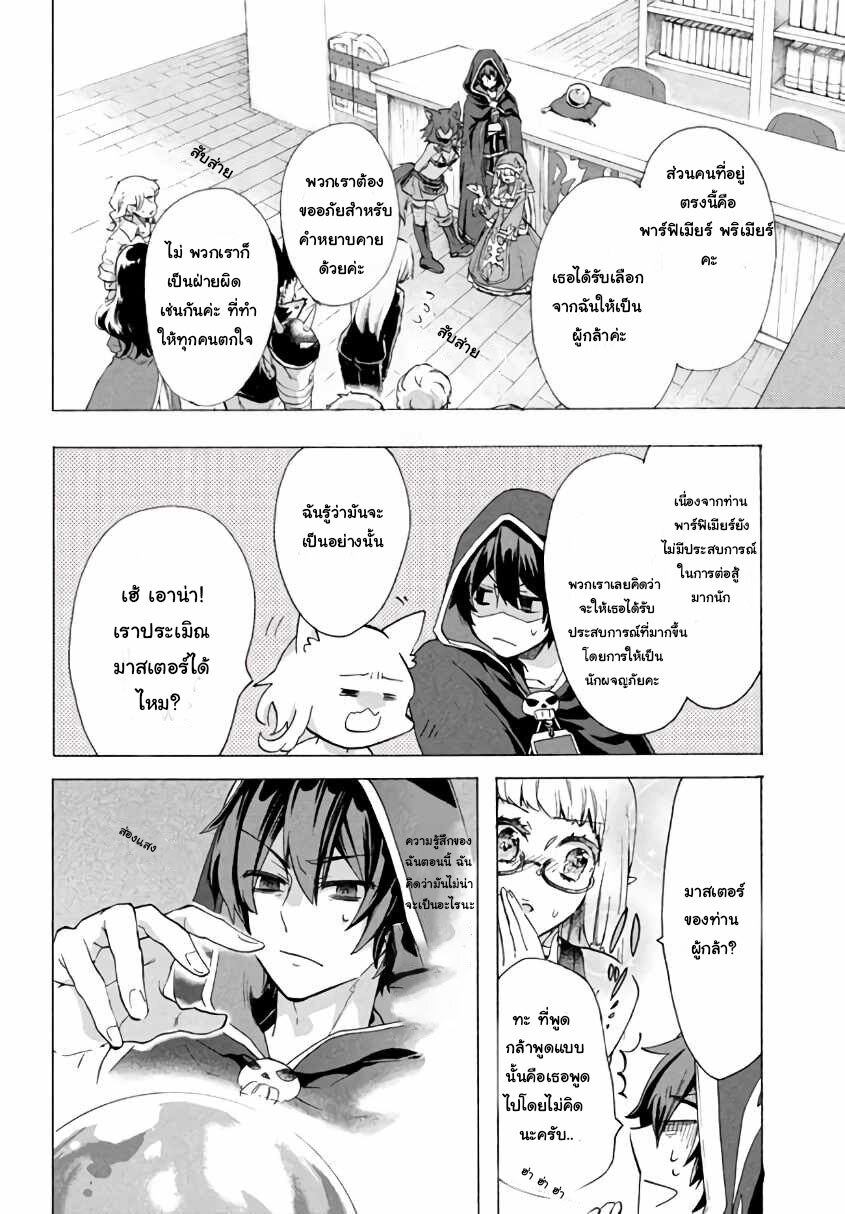 ส่วนคนที่อยู่
ตรงนี้คือ
พาร์ฟิเมียร์ พริเมียร์
คะ
เธอได้รับเลือก
จากฉันให้เป็น
ผู้กล้าค่ะ
พวกเราต้อง
ขออภัยสำหรับ
คำหยาบคาย
ด้วยค่ะ
ไม่ พวกเราก็
เป็นฝ่ายผิด
เช่นกันค่ะ ที่ทำ
ให้ทุกคนตกใจ
สับส่าย
สับส่าย
เนื่องจากท่าน
พาร์ฟิเมียร์ยัง
ไม่มีประสบการณ์
ในการต่อสู้
มากนัก
พวกเราเลยคิดว่า
จะให้เธอได้รับ
ประสบการณ์ที่มากขึ้น
โดยการให้เป็น
นักผจญภัยคะ
ฉันรู้ว่ามันจะ
เป็นอย่างนั้น
เฮ้ เอาน่า!
เราประเมิณ
มาสเตอร์ได้
ไหม?
มาสเตอร์
ของท่าน
ผู้กล้า?
ทะ ที่พูด
กล้าพูดแบบ
นั้นคือเธอพูด
ไปโดยไม่คิด
นะครับ..
ฮ่า ฮ่า ฮ่า
ความรู้สึกของ
ฉันตอนนี้ ฉัน
คิดว่ามันไม่น่า
จะเป็นอะไรนะ
ส่องแสง